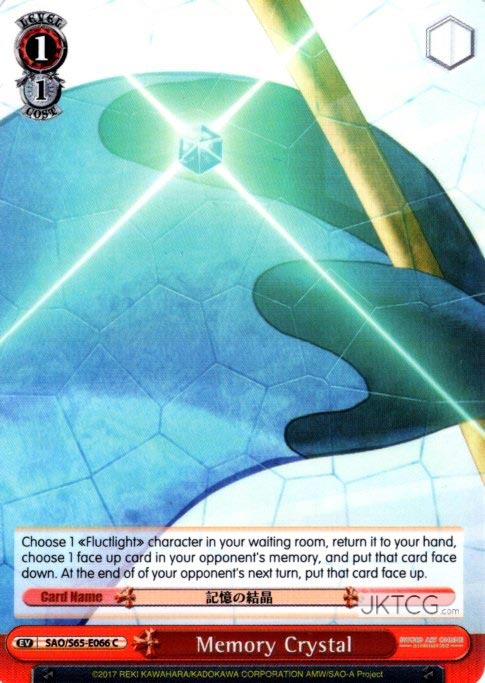 LEVEL
1
1
COST
Choose 1 «Fluctlight» character in your waiting room, return it to your hand,
choose 1 face up card in your opponent's memory, and put that card face
down. At the end of of your opponent's next turn, put that card face up.
Card Name 記憶の結晶
JKTCG.com
EV SAO/S65-E066 C Memory Crystal SWORD ART ONLINE
©2017 REKI KAWAHARA/KADOKAWA CORPORATION AMW/SAO-A Project